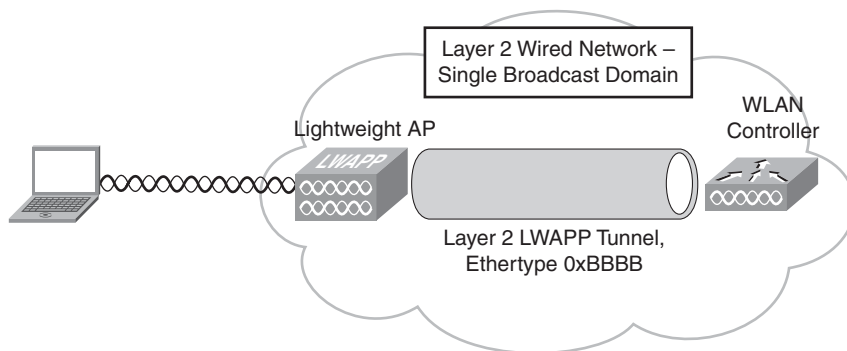 Layer 2 Wired Network –
Single Broadcast Domain
WLAN
Controller
Lightweight AP
LWAPP
Layer 2 LWAPP Tunnel,
Ethertype 0xBBBB